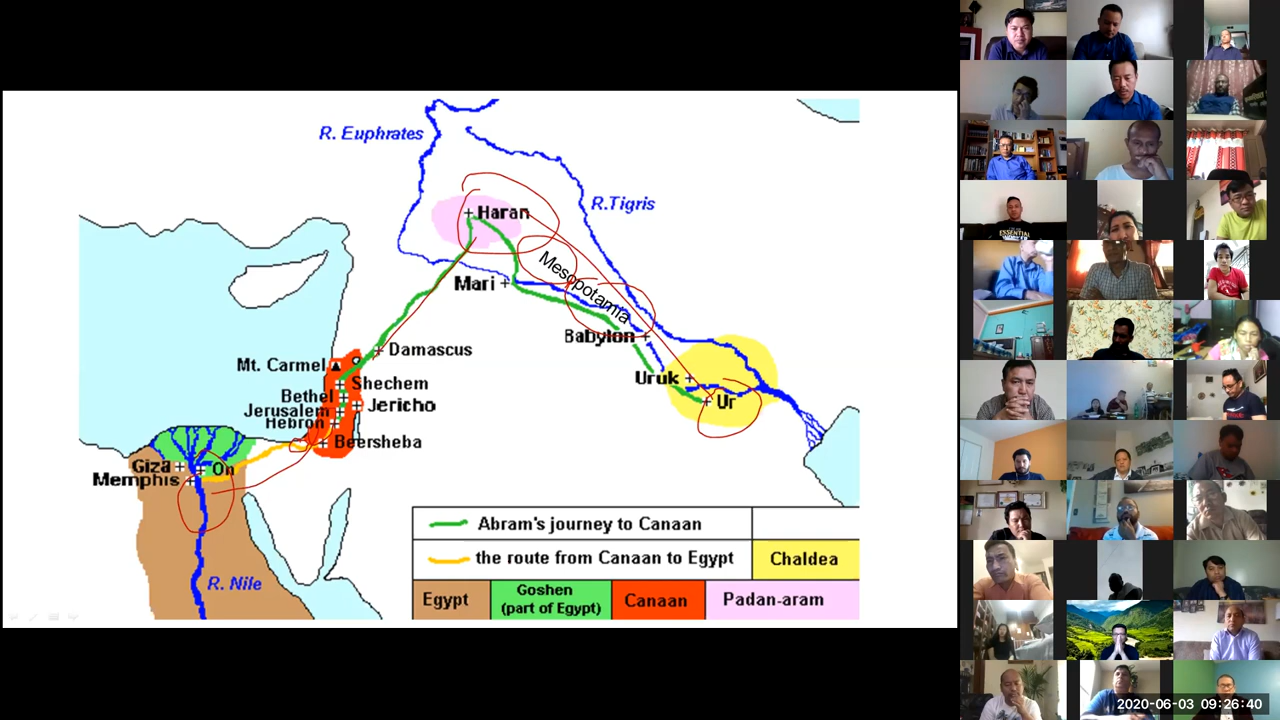 R. Euphrates
R.Tigris
Haran
Mesopotamia
Mari
Babylon
Damascus
Mt. Carmel
Uruk
Shechem
Bethel
Ur
Jericho
Jerusalem
Hebron
Beersheba
Giza
On
Memphis
R. Nile
Abram's journey to Canaan
the route from Canaan to Egypt
Chaldea
Egypt
Goshen
(part of Egypt)
Canaan
Padan-aram
ESSENTIAL
2020-06-03 09:26:40